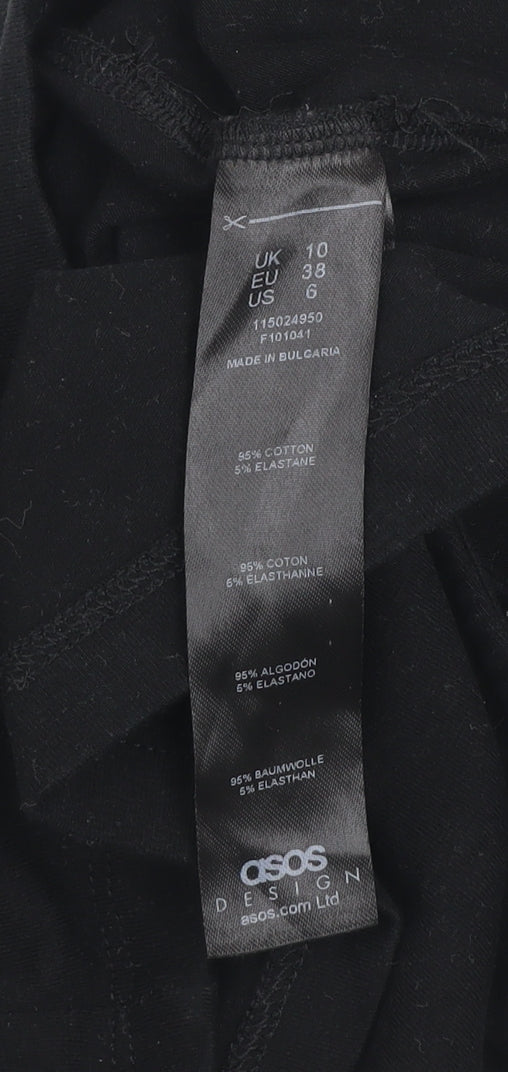 UK 10
EU 38
US 6
115024950
F101041
MADE IN BULGARIA
95% COTTON
5% ELASTANE
95% COTON
5% ELASTHANNE
95% ALGODÓN
5% ELASTANO
95% BAUMWOLLE
5% ELASTHAN
asos
DESIGN
asos.com Ltd